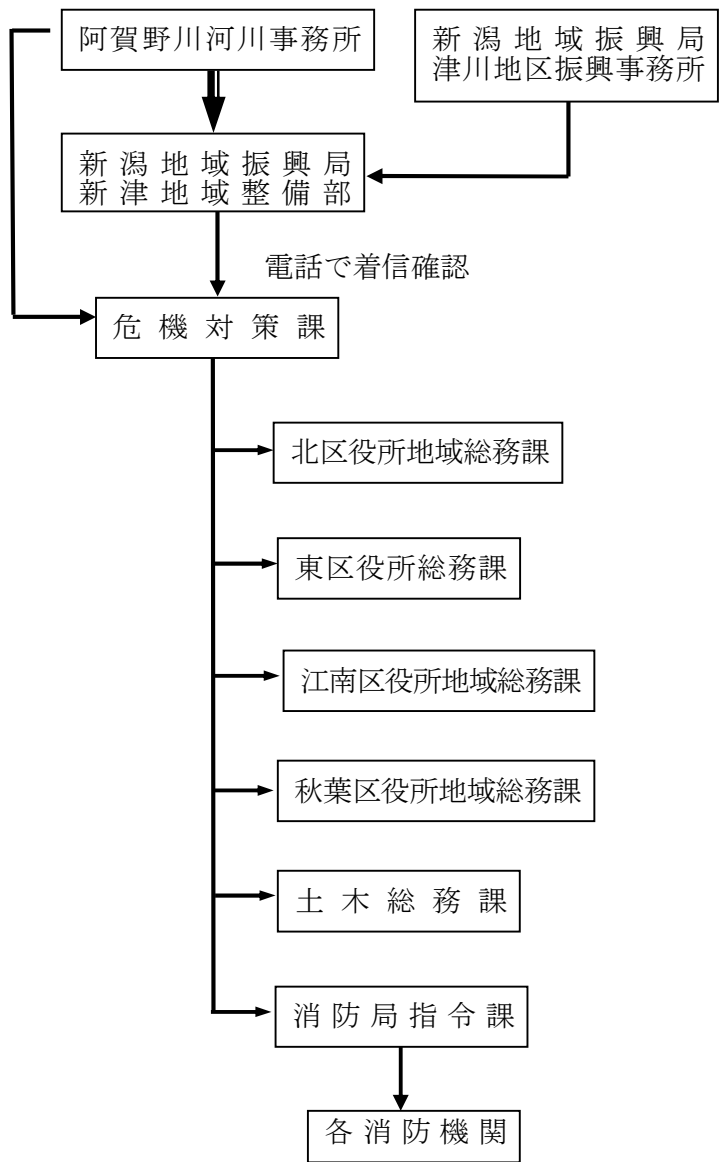 阿賀野川河川事務所
新潟地域振興局
津川地区振興事務所
新潟地域振興局
新津地域整備部
電話で着信確認
危機対策課
北区役所地域総務課
東区役所総務課
江南区役所地域総務課
秋葉区役所地域総務課
土木総務課
消防局指令課
各消防機関